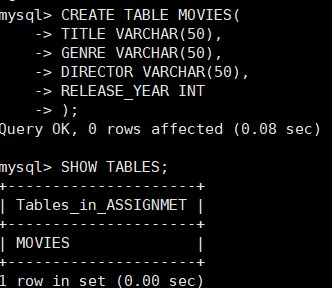 mysql> CREATE TABLE MOVIES(
    -> TITLE VARCHAR(50),
    -> GENRE VARCHAR(50),
    -> DIRECTOR VARCHAR(50),
    -> RELEASE_YEAR INT
    -> );
Query OK, 0 rows affected (0.08 sec)

mysql> SHOW TABLES;
+---------------------+
| Tables_in_ASSIGNMET |
+---------------------+
| MOVIES              |
+---------------------+
1 row in set (0.00 sec)